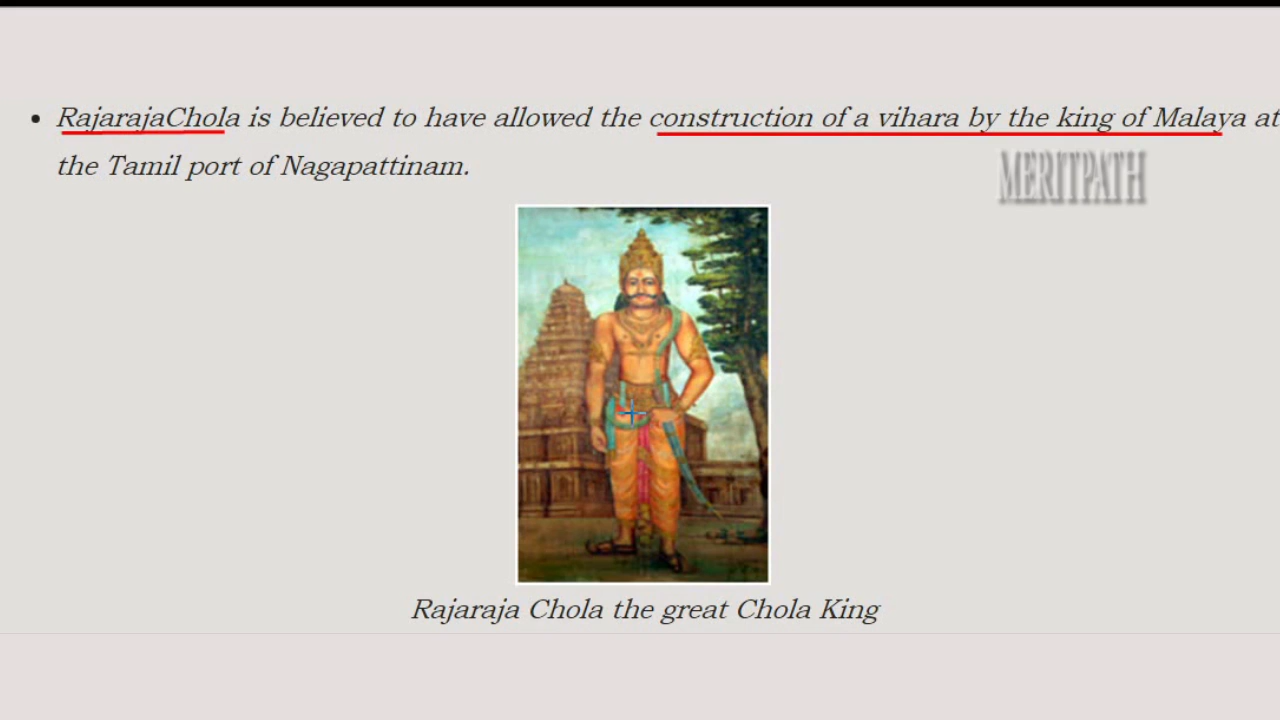 RajarajaChola is believed to have allowed the construction of a vihara by the king of Malaya at
the Tamil port of Nagapattinam.
MERITPATH
Rajaraja Chola the great Chola King